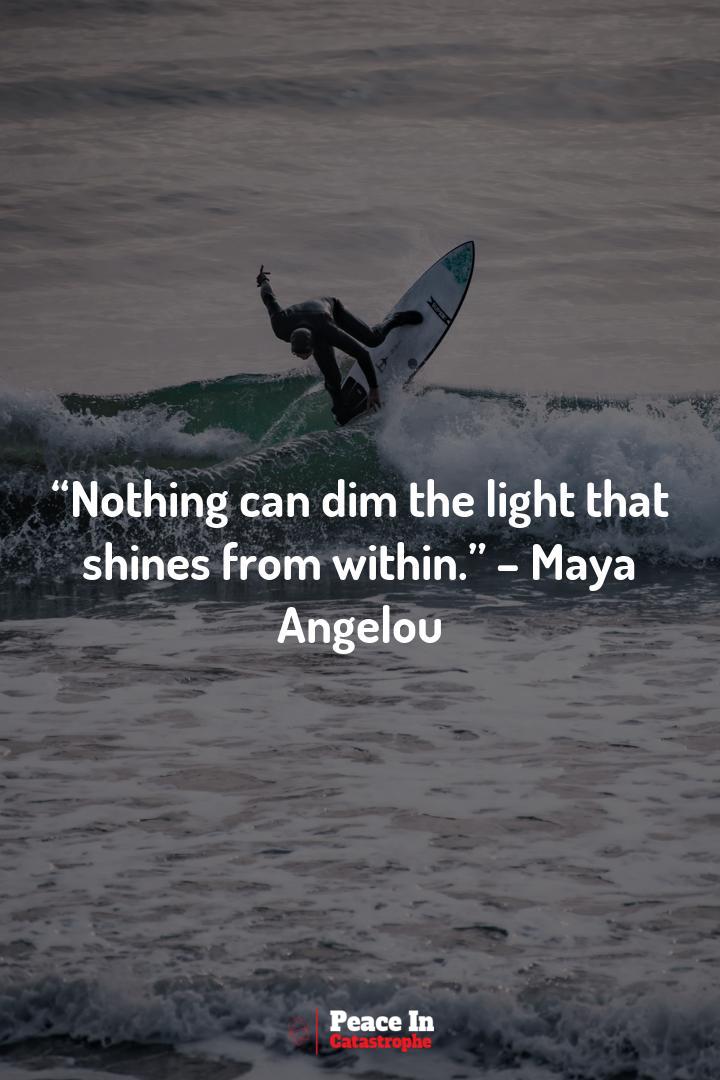 “Nothing can dim the light that
shines from within.” – Maya
Angelou
Peace In
Catastrophe